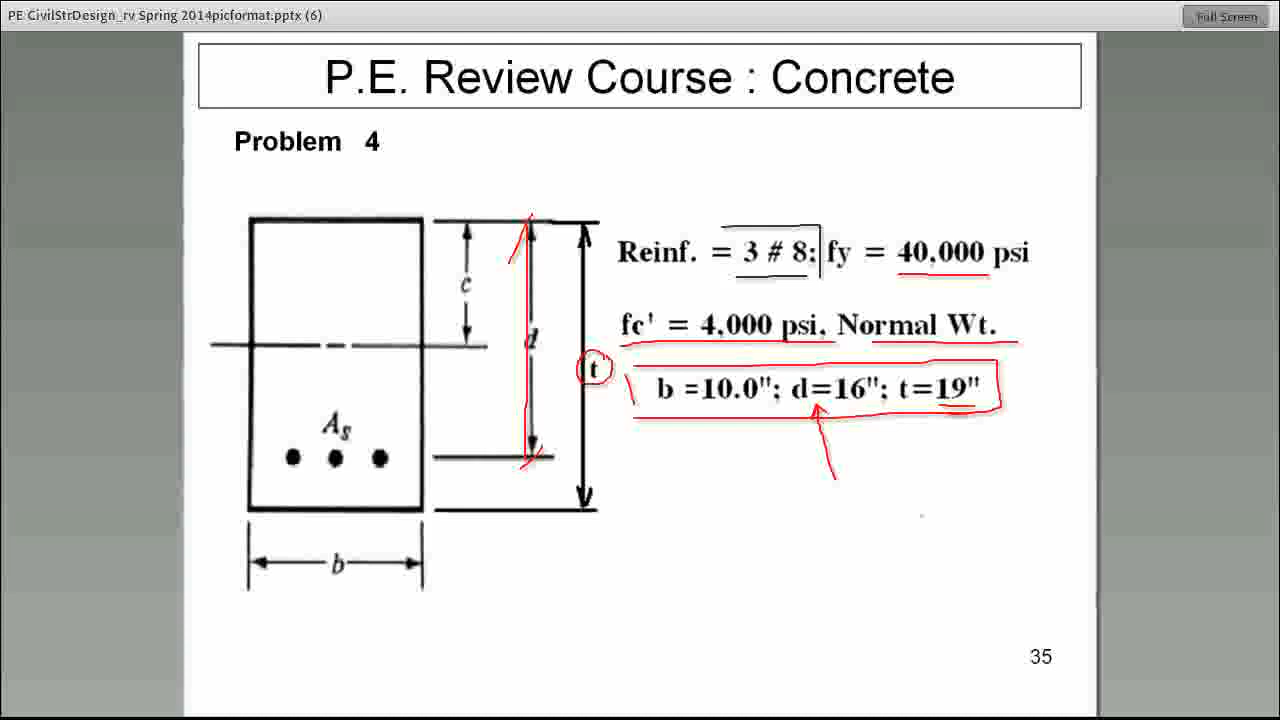 PE CivilStrDesign_rv Spring 2014picformat.pptx (6)
Full Screen
P.E. Review Course : Concrete
Problem 4
Reinf. = 3 # 8; fy = 40,000 psi
c
fc' = 4,000 psi, Normal Wt.
d
t
b =10.0"; d=16"; t=19"
As
b
35